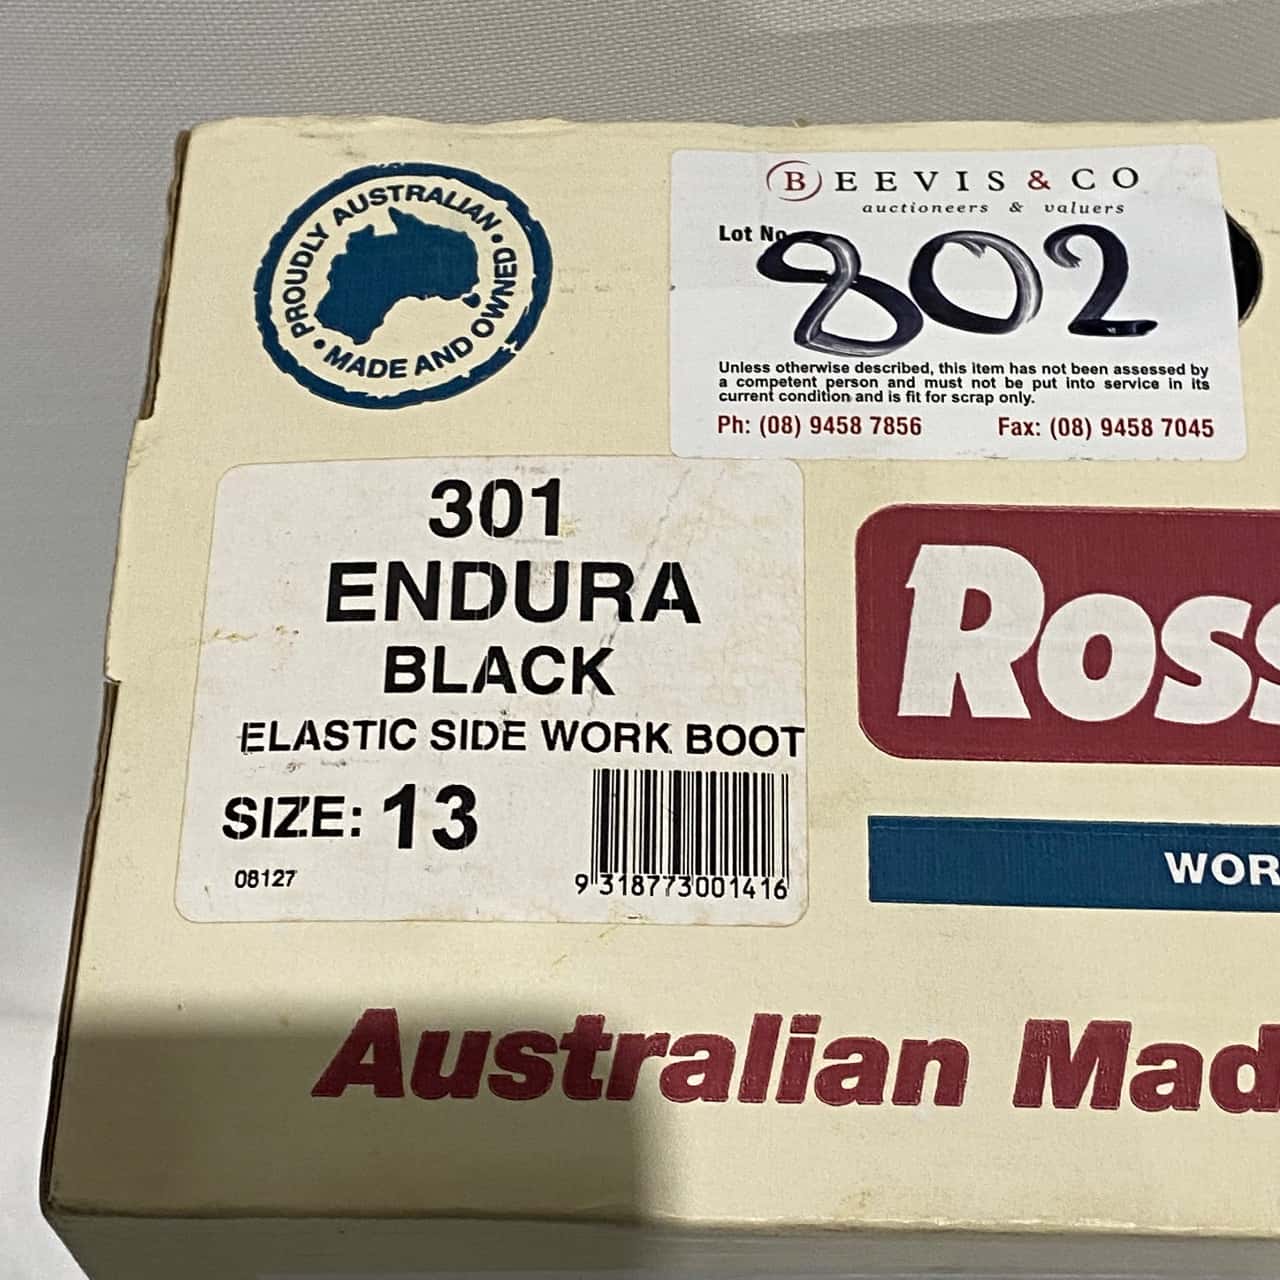 PROUDLY AUSTRALIAN • MADE AND OWNED •
BEEVIS & CO
auctioneers & valuers
Lot No
802
Unless otherwise described, this item has not been assessed by
a competent person and must not be put into service in its
current condition and is fit for scrap only.
Ph: (08) 9458 7856 Fax: (08) 9458 7045
301
ENDURA
BLACK
ELASTIC SIDE WORK BOOT
SIZE: 13
08127
9 318773 001416
Ross
WOR
Australian Mad